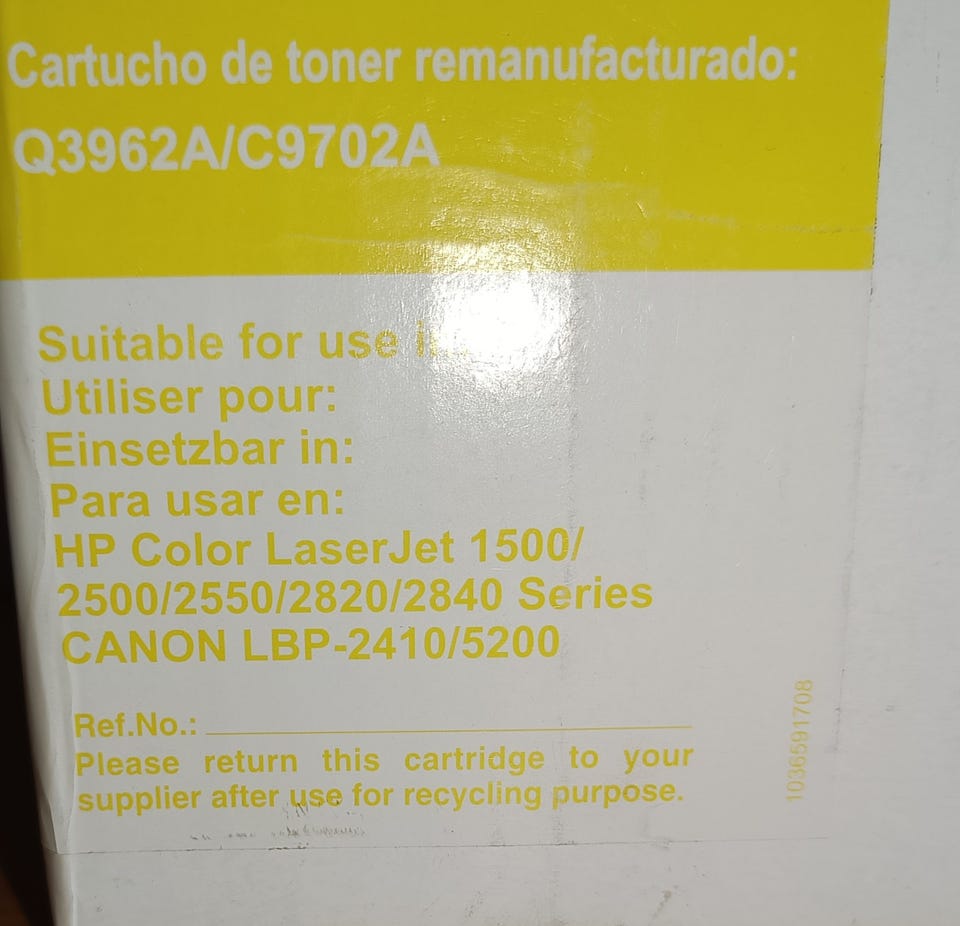 Cartucho de toner remanufacturado:
Q3962A/C9702A
Suitable for use in:
Utiliser pour:
Einsetzbar in:
Para usar en:
HP Color LaserJet 1500/
2500/2550/2820/2840 Series
CANON LBP-2410/5200
Ref.No.:
Please return this cartridge to your
supplier after use for recycling purpose.
1036591708